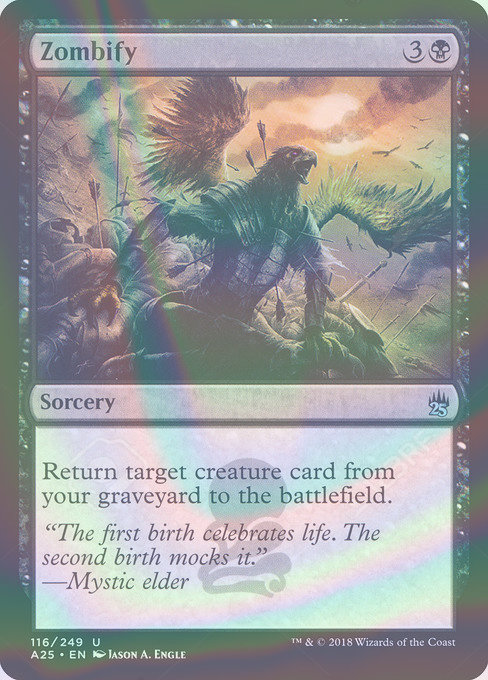 Zombify 3
Sorcery 25
Return target creature card from
your graveyard to the battlefield.
“The first birth celebrates life. The
second birth mocks it.”
—Mystic elder
116/249 U
™ & © 2018 Wizards of the Coast
A25 • EN Jason A. Engle